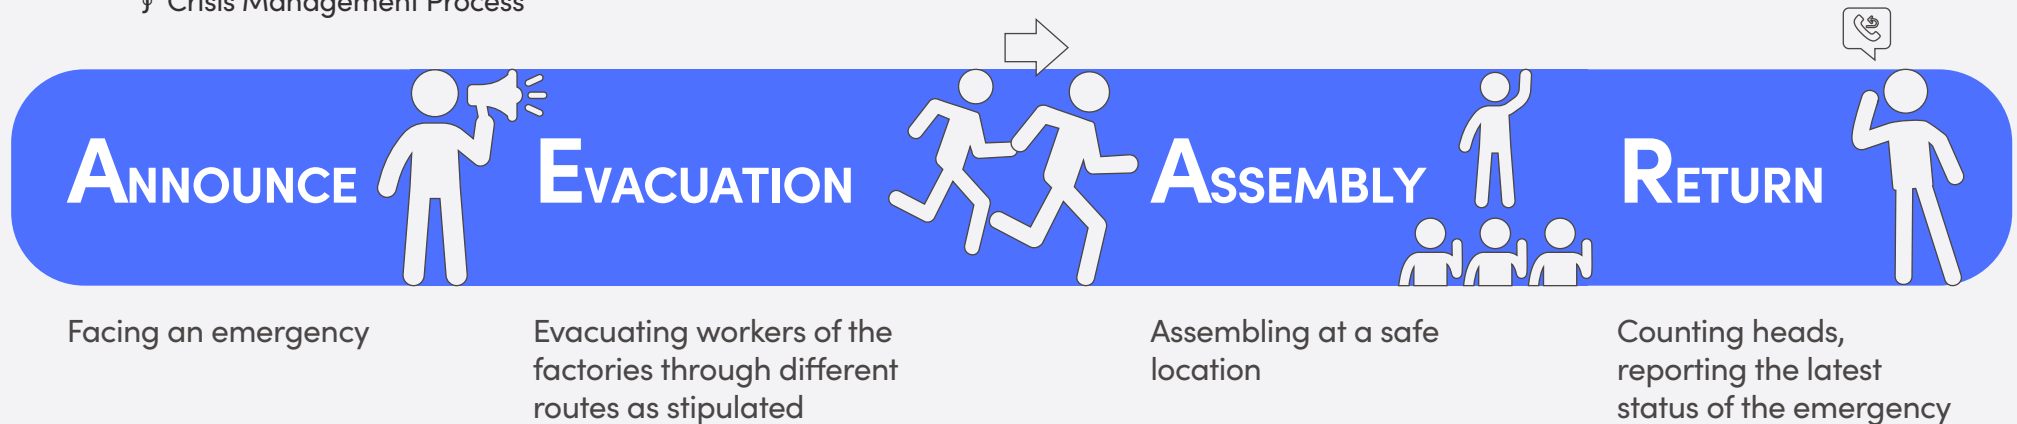 Crisis Management Process
ANNOUNCE
EVACUATION
ASSEMBLY
RETURN
Facing an emergency
Evacuating workers of the
factories through different
routes as stipulated
Assembling at a safe
location
Counting heads,
reporting the latest
status of the emergency